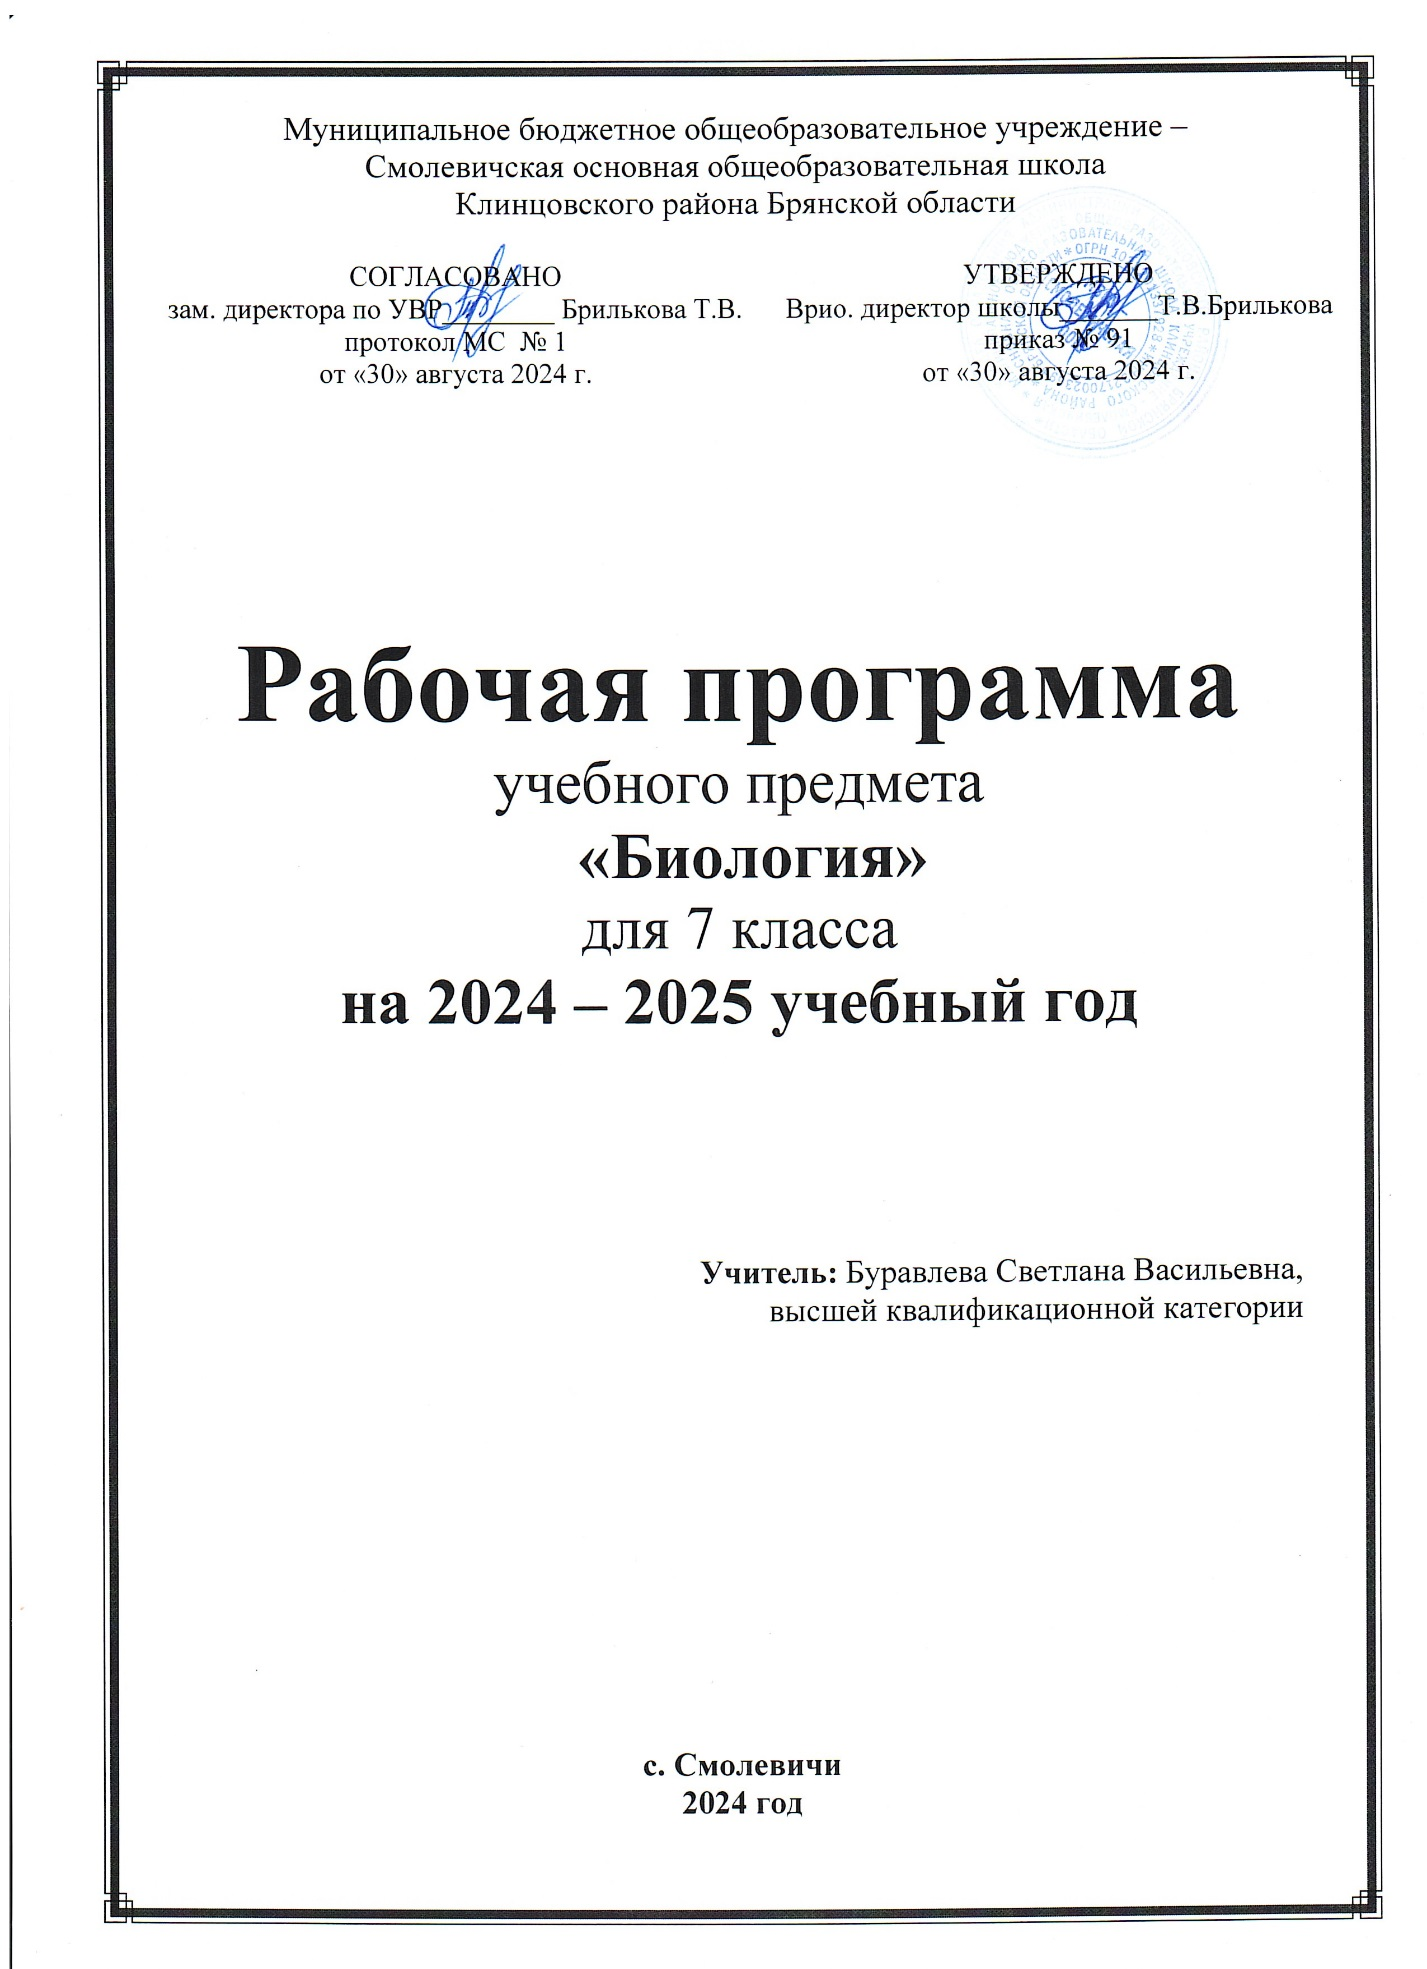 Муниципальное бюджетное общеобразовательное учреждение –
Смолевичская основная общеобразовательная школа
Клинцовского района Брянской области
СОГЛАСОВАНО
зам. директора по УВР________ Брилькова Т.В.
протокол МС № 1
от «30» августа 2024 г.
УТВЕРЖДЕНО
Врио. директор школы_______Т.В.Брилькова
приказ № 91
от «30» августа 2024 г.
Рабочая программа
учебного предмета
«Биология»
для 7 класса
на 2024 – 2025 учебный год
Учитель: Буравлева Светлана Васильевна,
высшей квалификационной категории
с. Смолевичи
2024 год